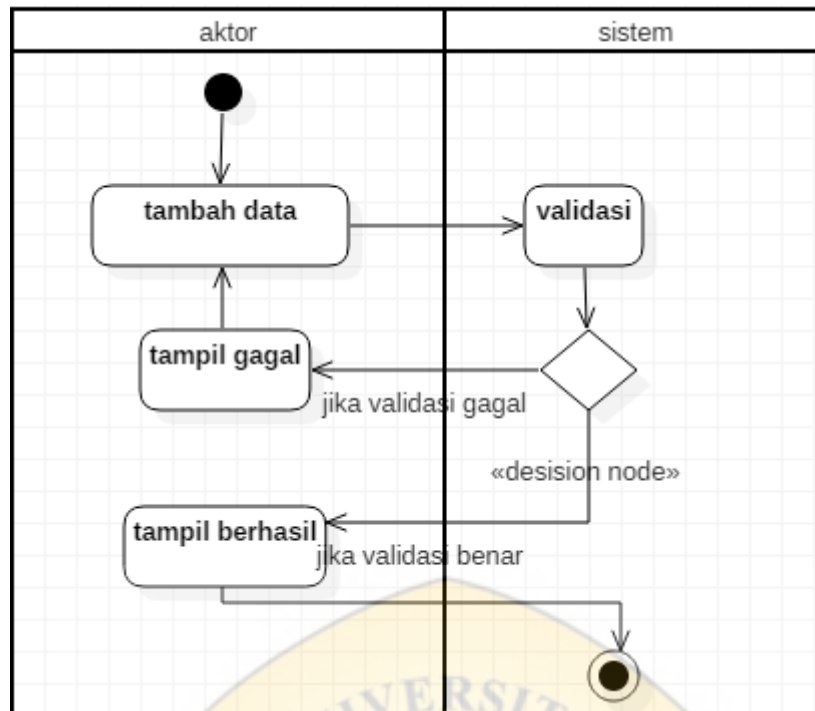 aktor
sistem
tambah data
validasi
tampil gagal
jika validasi gagal
«desision node»
tampil berhasil
jika validasi benar